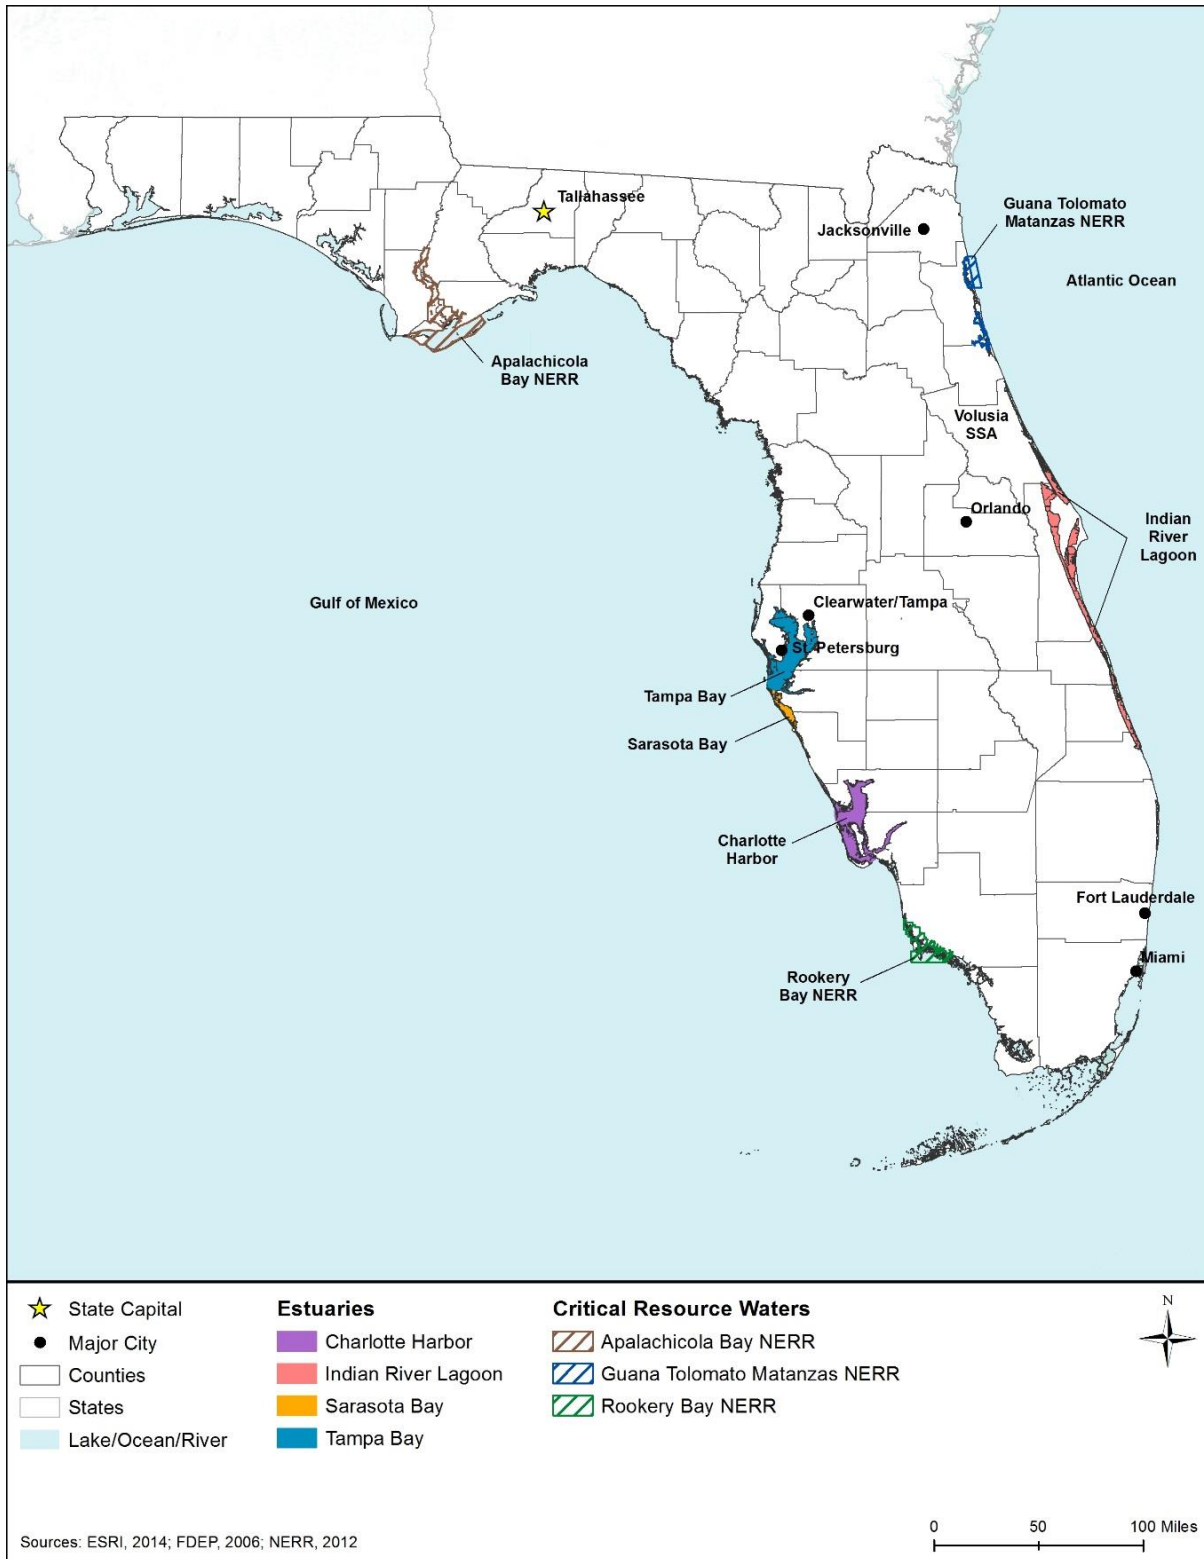 Tallahassee
Jacksonville
Guana Tolomato
Matanzas NERR
Atlantic Ocean
Apalachicola
Bay NERR
Volusia
SSA
Orlando
Indian
River
Lagoon
Gulf of Mexico
Clearwater/Tampa
St. Petersburg
Tampa Bay
Sarasota Bay
Charlotte
Harbor
Fort Lauderdale
Miami
Rookery
Bay NERR
State Capital
Major City
Counties
States
Lake/Ocean/River
Estuaries
Charlotte Harbor
Indian River Lagoon
Sarasota Bay
Tampa Bay
Critical Resource Waters
Apalachicola Bay NERR
Guana Tolomato Matanzas NERR
Rookery Bay NERR
N
Sources: ESRI, 2014; FDEP, 2006; NERR, 2012
0 50 100 Miles